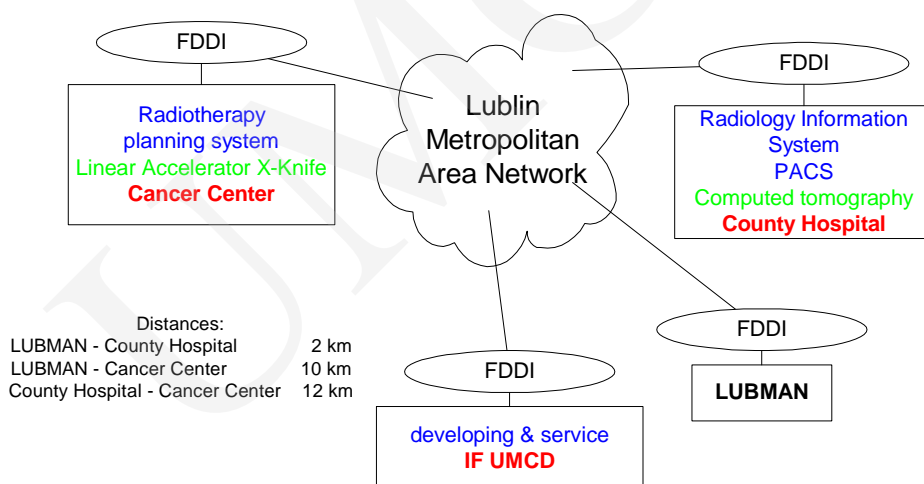 FDDI
Radiotherapy
planning system
Linear Accelerator X-Knife
Cancer Center
Lublin
Metropolitan
Area Network
FDDI
Radiology Information
System
PACS
Computed tomography
County Hospital
Distances:
LUBMAN - County Hospital 2 km
LUBMAN - Cancer Center 10 km
County Hospital - Cancer Center 12 km
FDDI
developing & service
IF UMCD
FDDI
LUBMAN
UMC